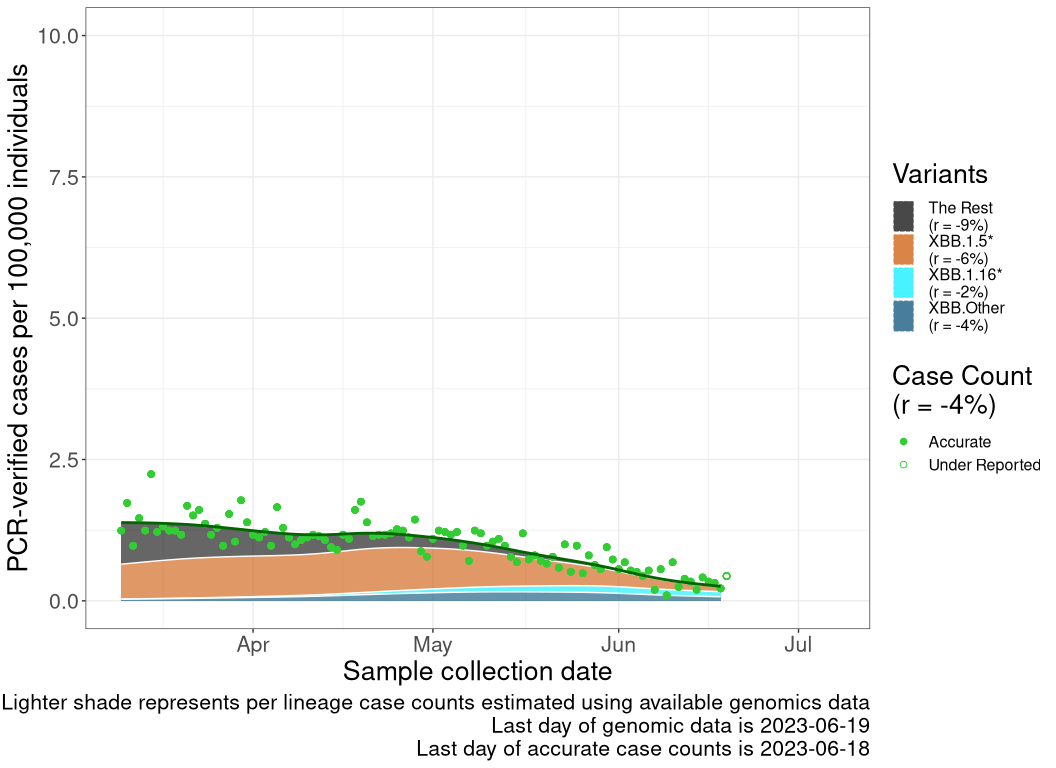 PCR-verified cases per 100,000 individuals
10.0
7.5
5.0
2.5
0.0
Apr
May
Jun
Jul
Sample collection date
Variants
The Rest
(r = -9%)
XBB.1.5*
(r = -6%)
XBB.1.16*
(r = -2%)
XBB.Other
(r = -4%)
Case Count
(r = -4%)
Accurate
Under Reported
Lighter shade represents per lineage case counts estimated using available genomics data
Last day of genomic data is 2023-06-19
Last day of accurate case counts is 2023-06-18